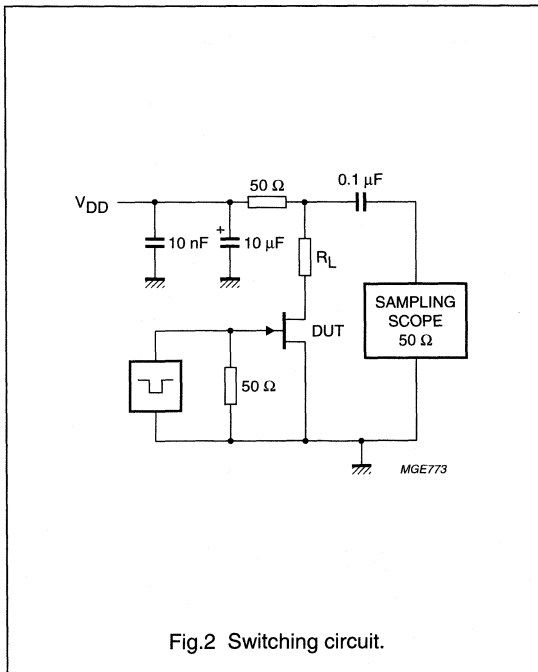 50 Ω
0.1 μF
VDD
10 nF
+
10 μF
RL
SAMPLING
SCOPE
50 Ω
DUT
50 Ω
MGE773
Fig.2 Switching circuit.